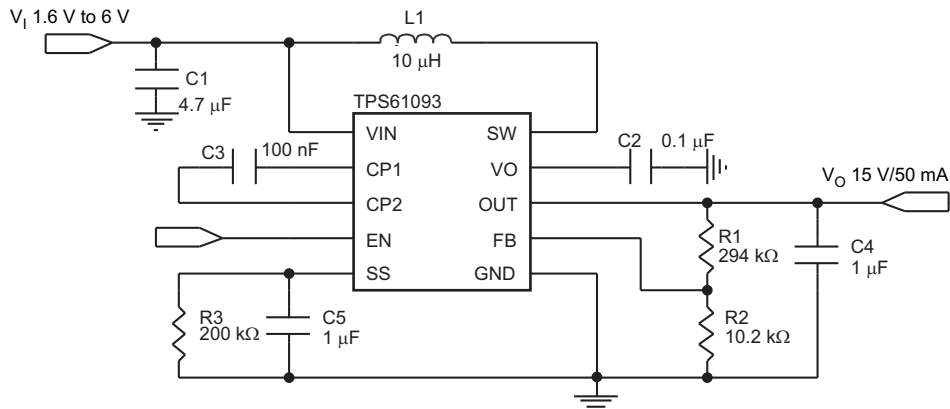 V_I 1.6 V to 6 V
L1
10 μH
C1
4.7 μF
TPS61093
VIN
SW
C3
100 nF
CP1
VO
C2
0.1 μF
CP2
OUT
V_O 15 V/50 mA
EN
FB
R1
294 kΩ
C4
1 μF
SS
GND
R3
200 kΩ
C5
1 μF
R2
10.2 kΩ